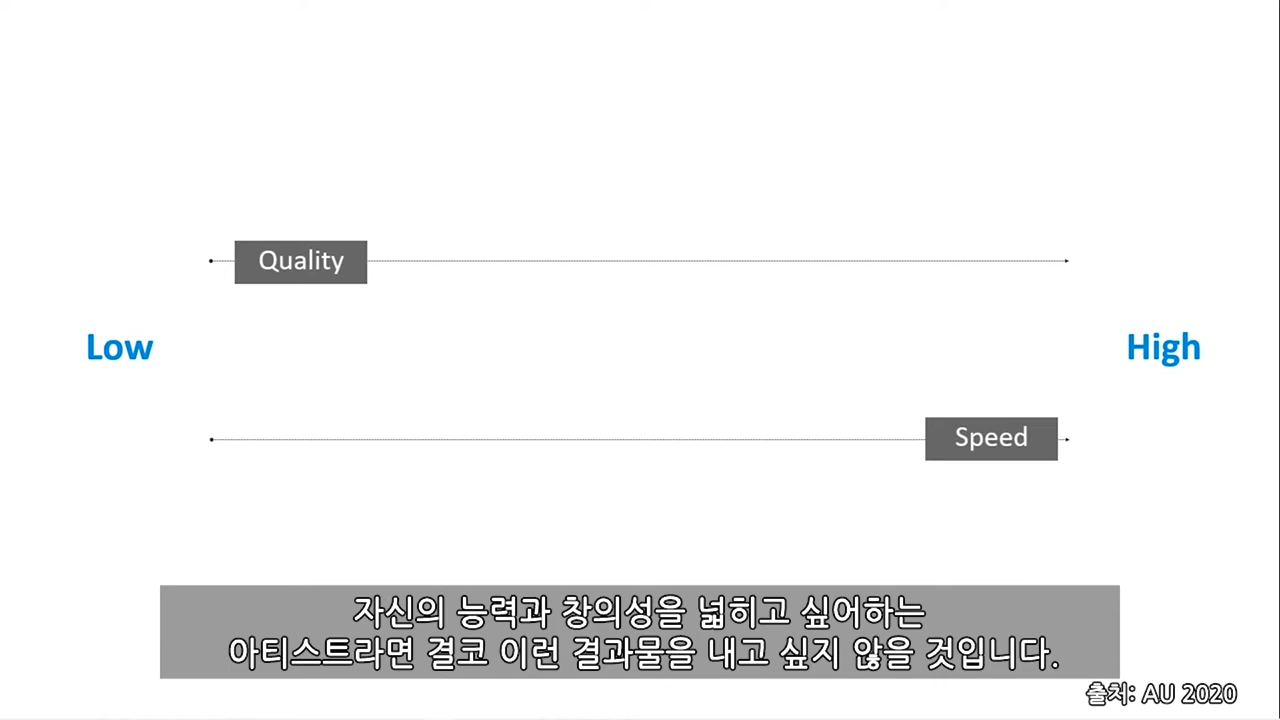 Quality
Low
High
Speed
자신의 능력과 창의성을 넓히고 싶어하는
아티스트라면 결코 이런 결과물을 내고 싶지 않을 것입니다.
출처: AU 2020